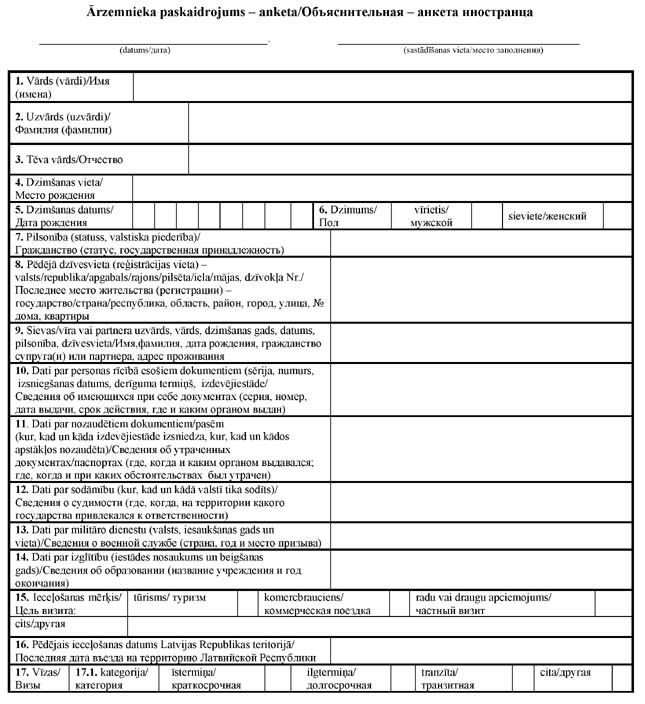 Ārzemnieka paskaidrojums – anketa/Объяснительная – анкета иностранца
(datums/дата)
(sastādīšanas vieta/место заполнения)
1. Vārds (vārdi)/Имя
(имена)
2. Uzvārds (uzvārdi)/
Фамилия (фамилии)
3. Tēva vārds/Отчество
4. Dzimšanas vieta/
Место рождения
5. Dzimšanas datums/
Дата рождения
6. Dzimums/
Пол
vīrietis/
мужской
sieviete/женский
7. Pilsonība (statuss, valstiska piederība)/
Гражданство (статус, государственная принадлежность)
8. Pēdējā dzīvesvieta (reģistrācijas vieta) –
valsts/republika/apgabals/rajons/pilsēta/iela/mājas, dzīvokļa Nr./
Последнее место жительства (регистрации) –
государство/страна/республика, область, район, город, улица, №
дома, квартиры
9. Sievas/vīra vai partnera uzvārds, vārds, dzimšanas gads, datums,
pilsonība, dzīvesvieta/Имя,фамилия, дата рождения, гражданство
супруга(и) или партнера, адрес проживания
10. Dati par personas rīcībā esošiem dokumentiem (sērija, numurs,
izsniegšanas datums, derīguma termiņš, izdevējiestāde/
Сведения об имеющихся при себе документах (серия, номер,
дата выдачи, срок действия, где и каким органом выдан)
11. Dati par nozaudētiem dokumentiem/pasēm
(kur, kad un kāda izdevējiestāde izsniedza, kur, kad un kādos
apstākļos nozaudēta)/Сведения об утраченных
документах/паспортах (где, когда и каким органом выдавался;
где, когда и при каких обстоятельствах был утрачен)
12. Dati par sodāmību (kur, kad un kādā valstī tika sodīts)/
Сведения о судимости (где, когда, на территории какого
государства привлекался к ответственности)
13. Dati par militāro dienestu (valsts, iesaukšanas gads un
vieta)/Сведения о военной службе (страна, год и место призыва)
14. Dati par izglītību (iestādes nosaukums un beigšanas
gads)/Сведения об образовании (название учреждения и год
окончания)
15. Ieceļošanas mērķis/
Цель визита:
tūrisms/ туризм
komercbrauciens/
коммерческая поездка
radu vai draugu apciemojums/
частный визит
cits/другая
16. Pēdējais ieceļošanas datums Latvijas Republikas teritorijā/
Последняя дата въезда на территорию Латвийской Республики
17. Vīzas/
Визы
17.1. kategorija/
категория
īstermiņa/
краткосрочная
ilgtermiņa/
долгосрочная
tranzīta/
транзитная
cita/другая